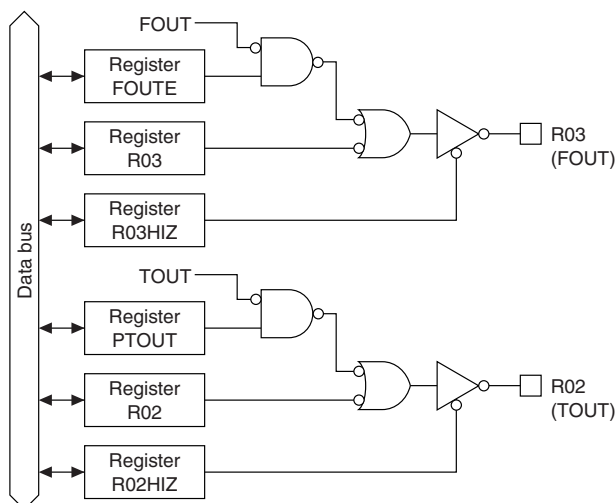 FOUT
Register
FOUTE
Register
R03
R03
(FOUT)
Register
R03HIZ
Data bus
TOUT
Register
PTOUT
Register
R02
R02
(TOUT)
Register
R02HIZ